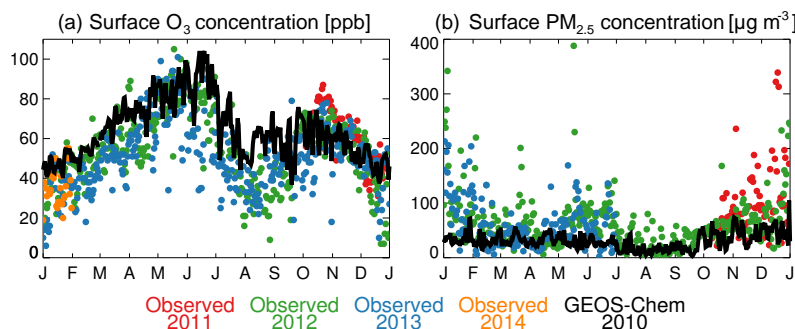 (a) Surface O3 concentration [ppb]
100
80
60
40
20
0
J F M A M J J A S O N D J
(b) Surface PM2.5 concentration [µg m-3]
400
300
200
100
0
J F M A M J J A S O N D J
Observed Observed Observed Observed GEOS-Chem
2011 2012 2013 2014 2010